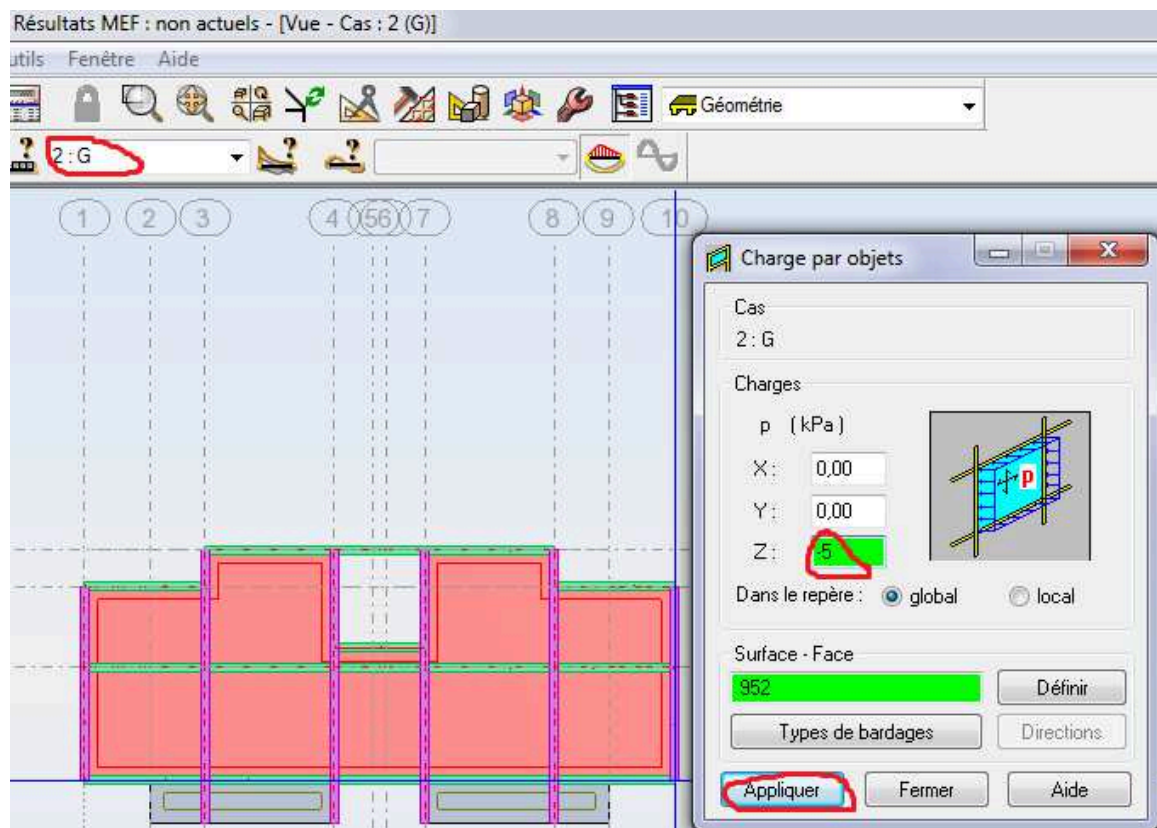 Résultats MEF : non actuels - [Vue - Cas : 2 (G)]
utils Fenêtre Aide
Géométrie
2 : G
1 2 3 4 5 6 7 8 9 10
Charge par objets
Cas
2 : G
Charges
p (kPa)
X : 0,00
Y : 0,00
Z : -5
p
Dans le repère : global local
Surface - Face
952 Définir
Types de bardages Directions
Appliquer Fermer Aide